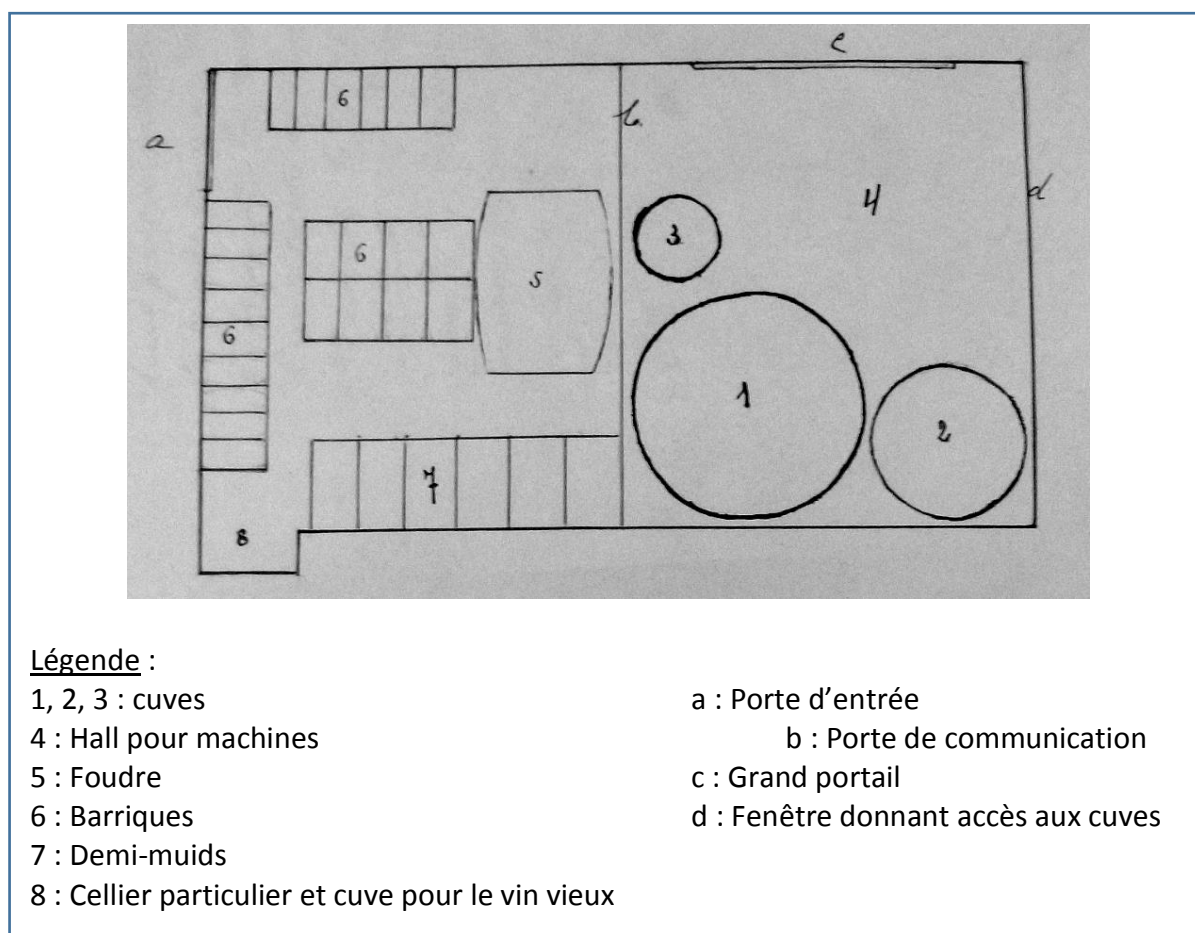 c
a
6
b
4
d
3
6
5
6
1
2
7
8
Légende :
1, 2, 3 : cuves
a : Porte d'entrée
4 : Hall pour machines
b : Porte de communication
5 : Foudre
c : Grand portail
6 : Barriques
d : Fenêtre donnant accès aux cuves
7 : Demi-muids
8 : Cellier particulier et cuve pour le vin vieux